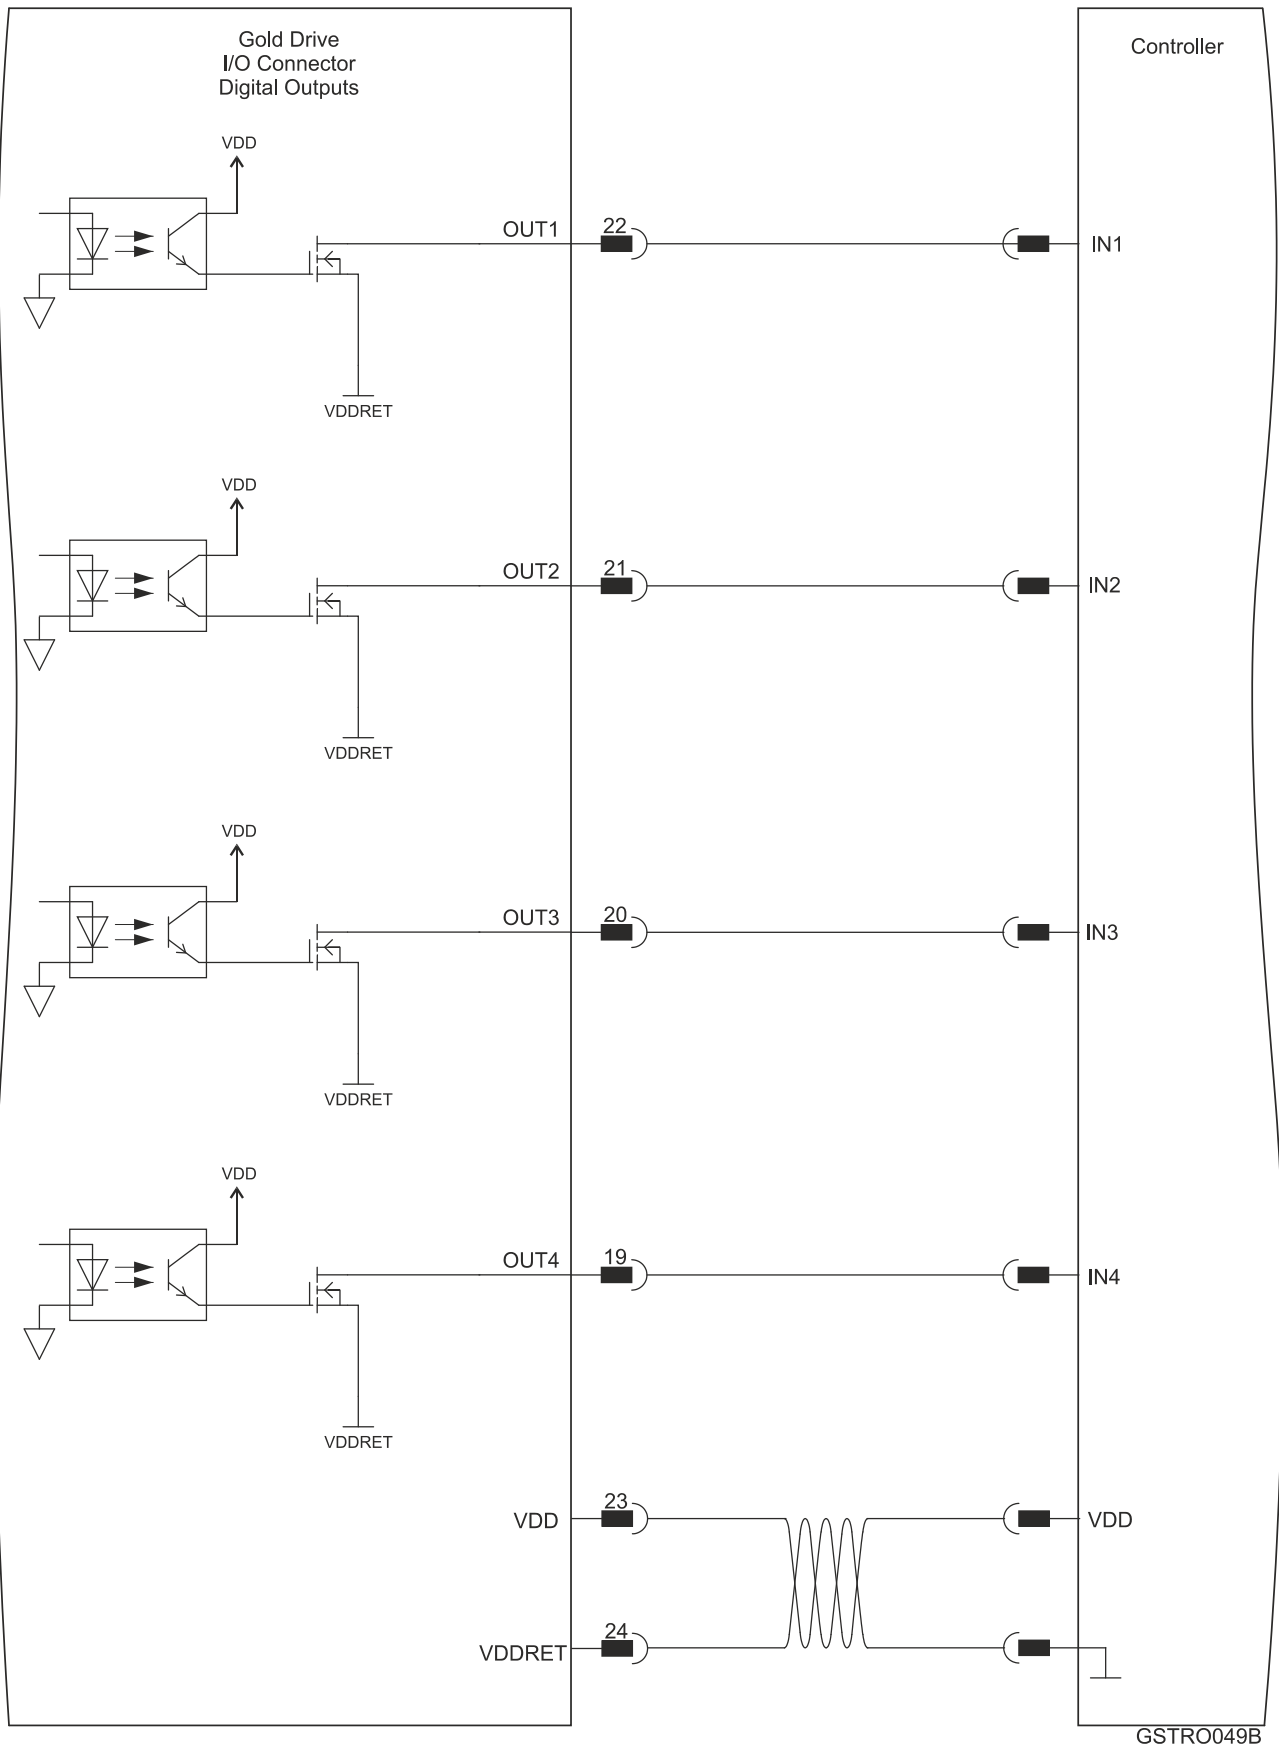 Gold Drive
I/O Connector
Digital Outputs
Controller
VDD
OUT1
22
IN1
VDDRET
VDD
OUT2
21
IN2
VDDRET
VDD
OUT3
20
IN3
VDDRET
VDD
OUT4
19
IN4
VDDRET
VDD
23
VDD
VDDRET
24
GSTRO049B